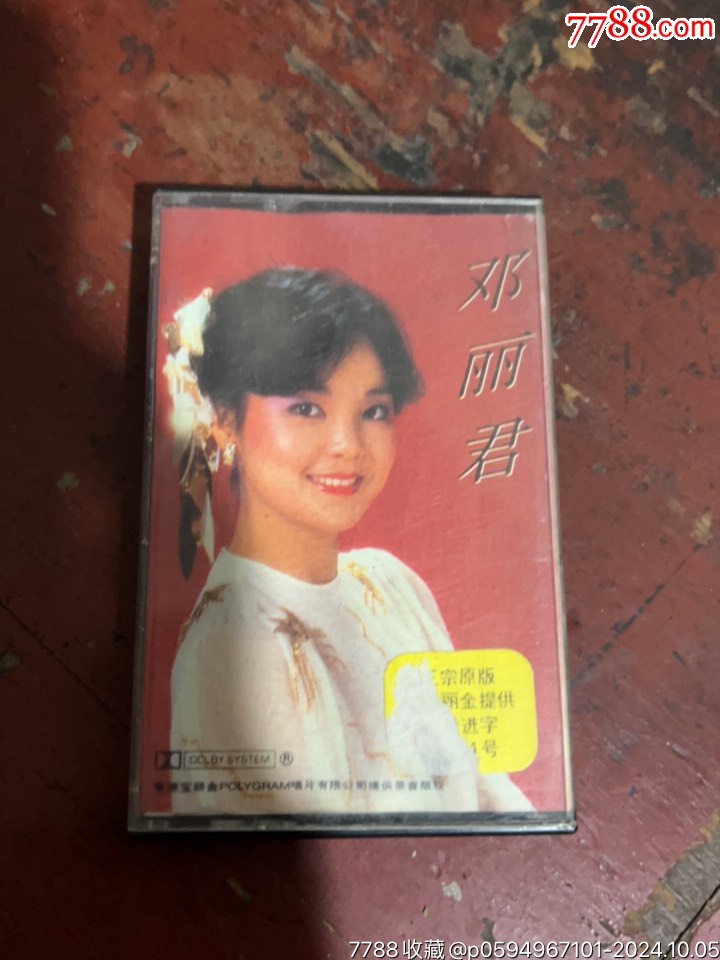 7788.com
邓丽君
正宗原版
丽金提供
进字
4号
DOLBY SYSTEM ®
香港宝丽金POLYGRAM唱片有限公司提供录音版权
7788收藏@p0594967101-2024.10.05